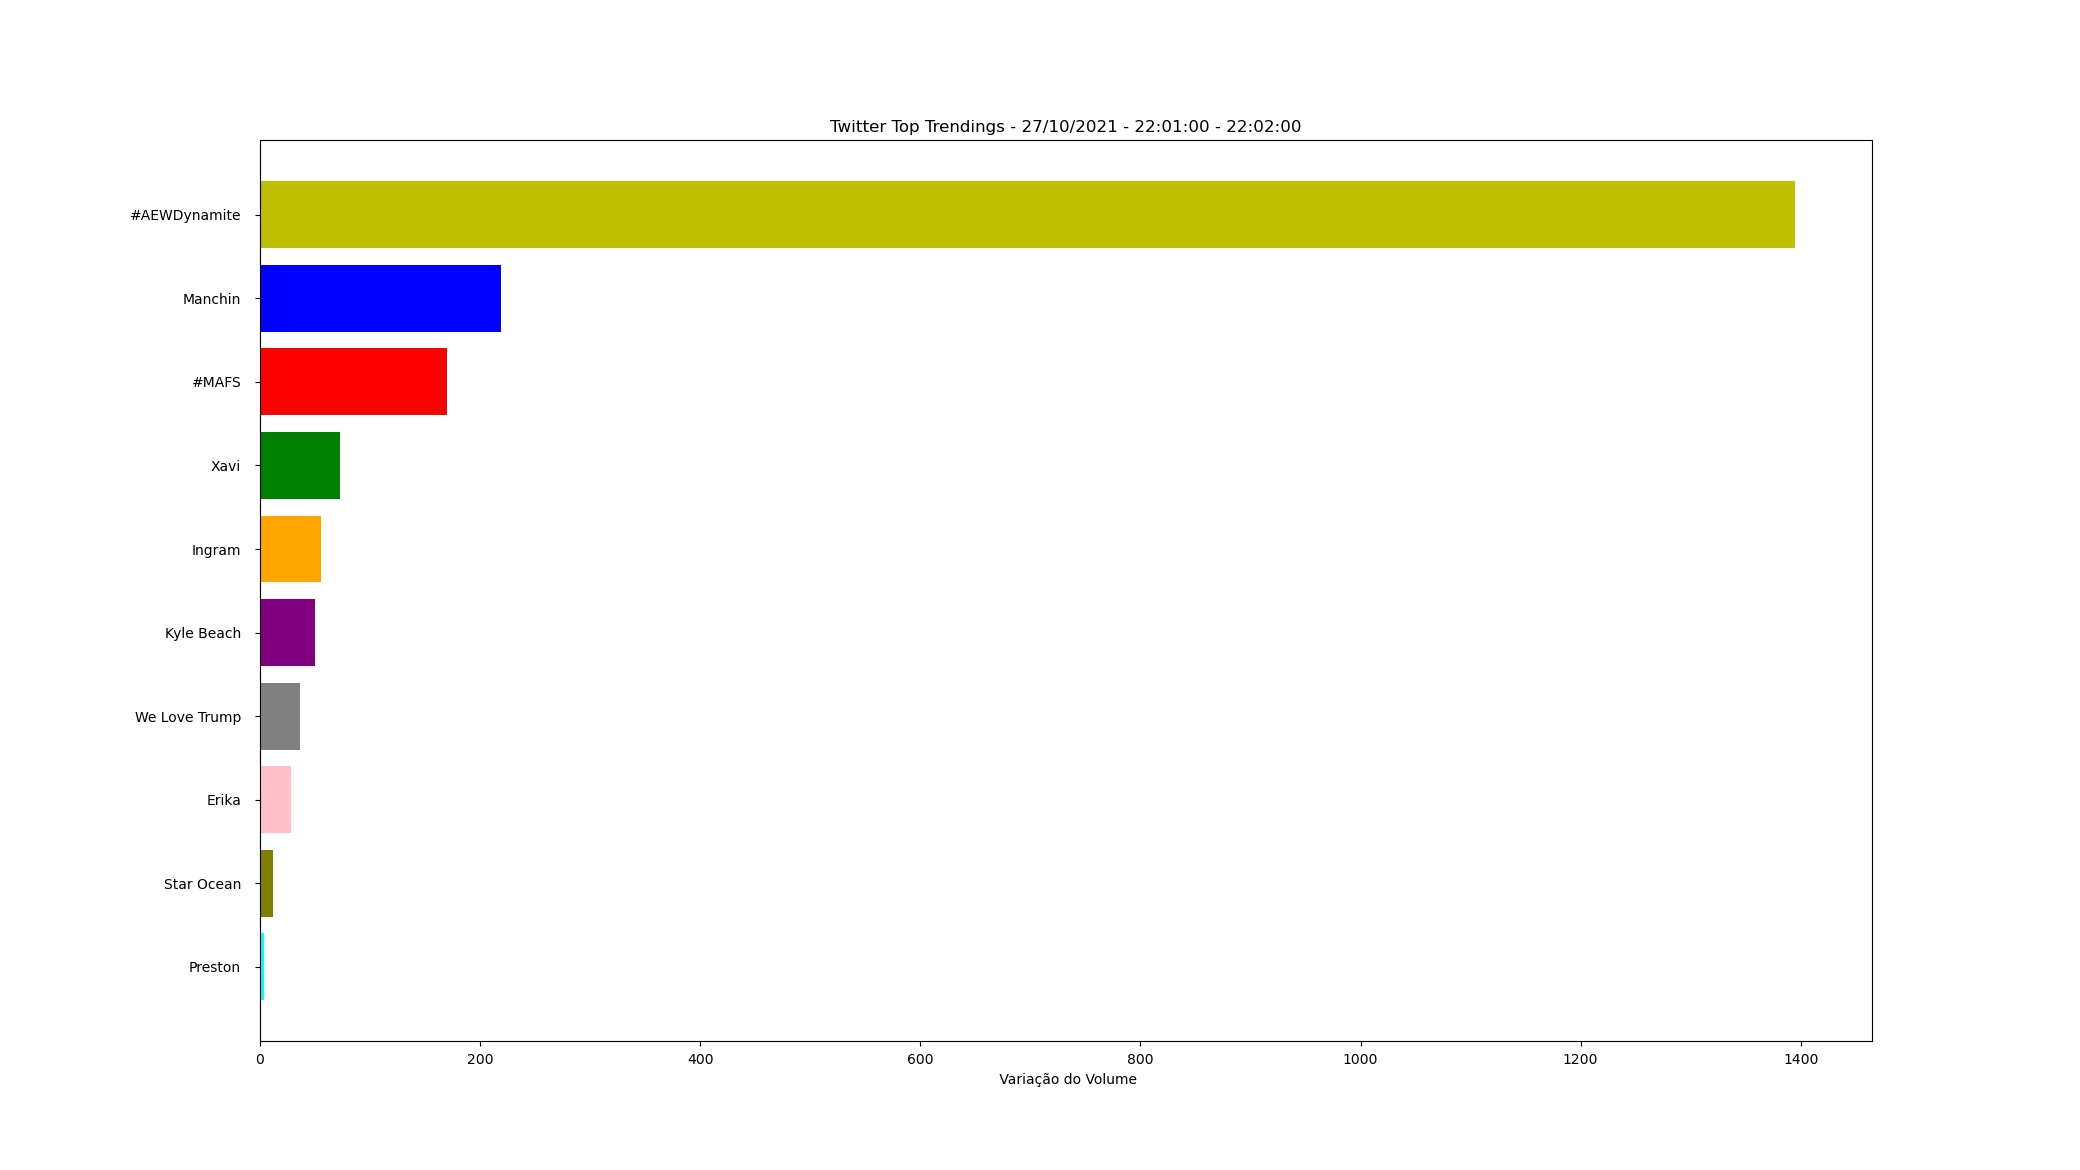 Twitter Top Trendings - 27/10/2021 - 22:01:00 - 22:02:00
#AEWDynamite
Manchin
#MAFS
Xavi
Ingram
Kyle Beach
We Love Trump
Erika
Star Ocean
Preston
0 200 400 600 800 1000 1200 1400
Variação do Volume